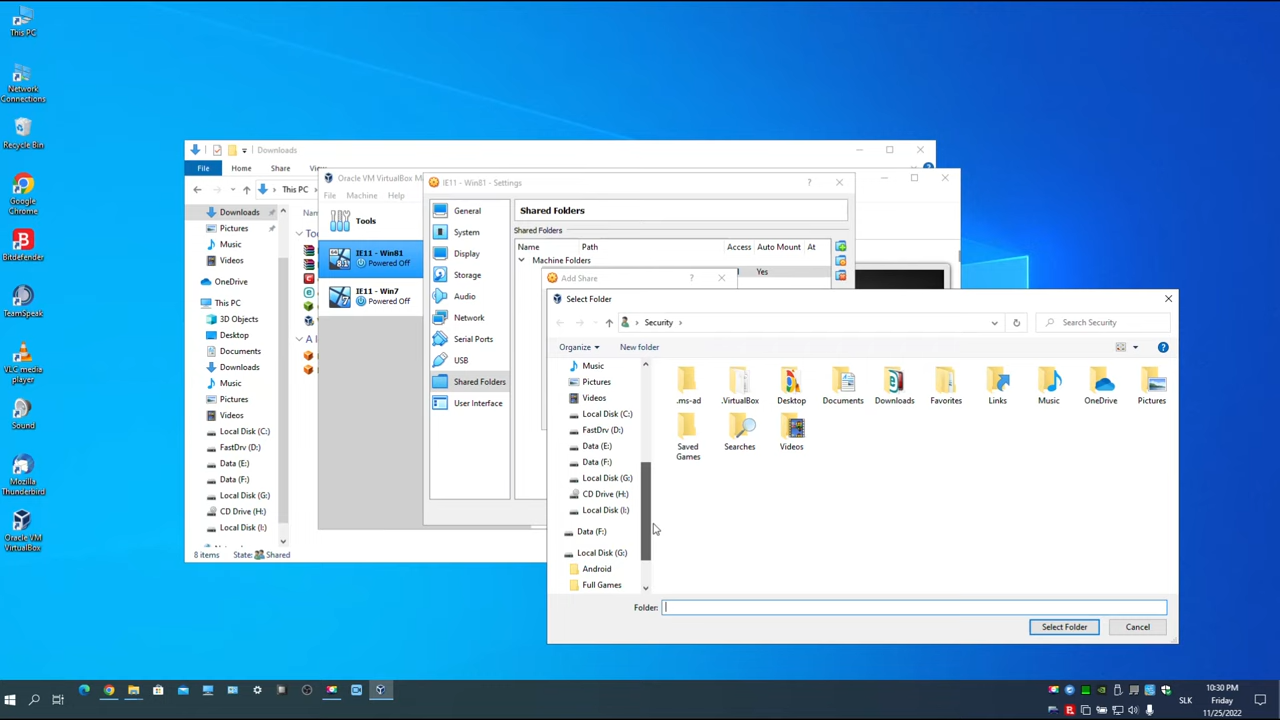 This PC
Network
Connections
Recycle Bin
Google
Chrome
Bitdefender
TeamSpeak
VLC media
player
Sound
Mozilla
Thunderbird
Oracle VM
VirtualBox
Downloads
File
Home
Share
This PC
Downloads
Pictures
Music
Videos
OneDrive
This PC
3D Objects
Desktop
Documents
Downloads
Music
Pictures
Videos
Local Disk (C:)
FastDrv (D:)
Data (E:)
Data (F:)
Local Disk (G:)
CD Drive (H:)
Local Disk (I:)
8 items
State:
Shared
Oracle VM VirtualBox M
File
Machine
Help
Tools
IE11 - Win81
Powered Off
IE11 - Win7
Powered Off
IE11 - Win81 - Settings
General
System
Display
Storage
Audio
Network
Serial Ports
USB
Shared Folders
User Interface
Shared Folders
Shared Folders
Name
Path
Access
Auto Mount
At
Machine Folders
Yes
Add Share
Select Folder
Security
Search Security
Organize
New folder
Music
Pictures
Videos
Local Disk (C:)
FastDrv (D:)
Data (E:)
Data (F:)
Local Disk (G:)
CD Drive (H:)
Local Disk (I:)
Data (F:)
Local Disk (G:)
Android
Full Games
.ms-ad
.VirtualBox
Desktop
Documents
Downloads
Favorites
Links
Music
OneDrive
Pictures
Saved
Games
Searches
Videos
Folder:
Select Folder
Cancel
SLK
10:30 PM
Friday
11/25/2022